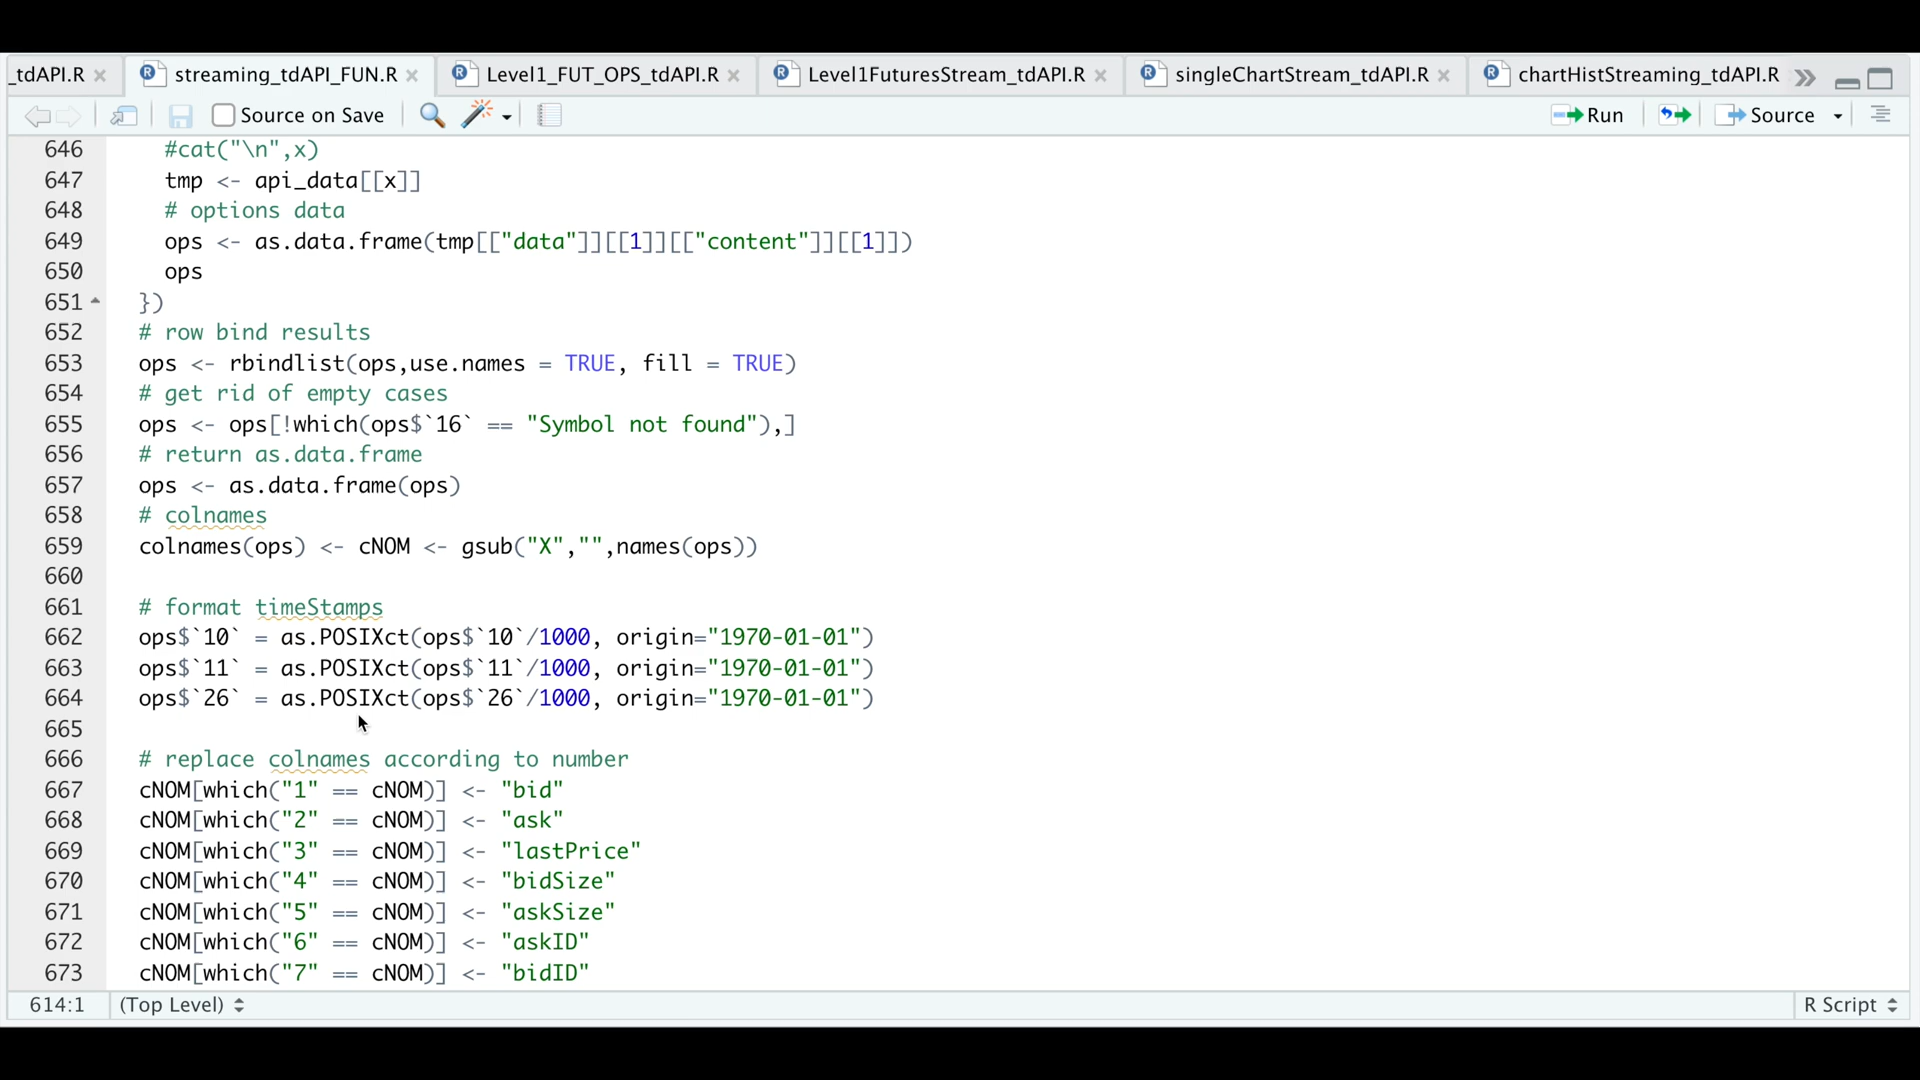 _tdAPI.R streaming_tdAPI_FUN.R Level1_FUT_OPS_tdAPI.R Level1FuturesStream_tdAPI.R singleChartStream_tdAPI.R chartHistStreaming_tdAPI.R
Source on Save Run Source
646 #cat("\n",x)
647 tmp <- api_data[[x]]
648 # options data
649 ops <- as.data.frame(tmp[["data"]][[1]][["content"]][[1]])
650 ops
651 })
652 # row bind results
653 ops <- rbindlist(ops,use.names = TRUE, fill = TRUE)
654 # get rid of empty cases
655 ops <- ops[!which(ops$`16` == "Symbol not found"),]
656 # return as.data.frame
657 ops <- as.data.frame(ops)
658 # colnames
659 colnames(ops) <- cNOM <- gsub("X","",names(ops))
660
661 # format timeStamps
662 ops$`10` = as.POSIXct(ops$`10`/1000, origin="1970-01-01")
663 ops$`11` = as.POSIXct(ops$`11`/1000, origin="1970-01-01")
664 ops$`26` = as.POSIXct(ops$`26`/1000, origin="1970-01-01")
665
666 # replace colnames according to number
667 cNOM[which("1" == cNOM)] <- "bid"
668 cNOM[which("2" == cNOM)] <- "ask"
669 cNOM[which("3" == cNOM)] <- "lastPrice"
670 cNOM[which("4" == cNOM)] <- "bidSize"
671 cNOM[which("5" == cNOM)] <- "askSize"
672 cNOM[which("6" == cNOM)] <- "askID"
673 cNOM[which("7" == cNOM)] <- "bidID"
614:1 (Top Level) R Script